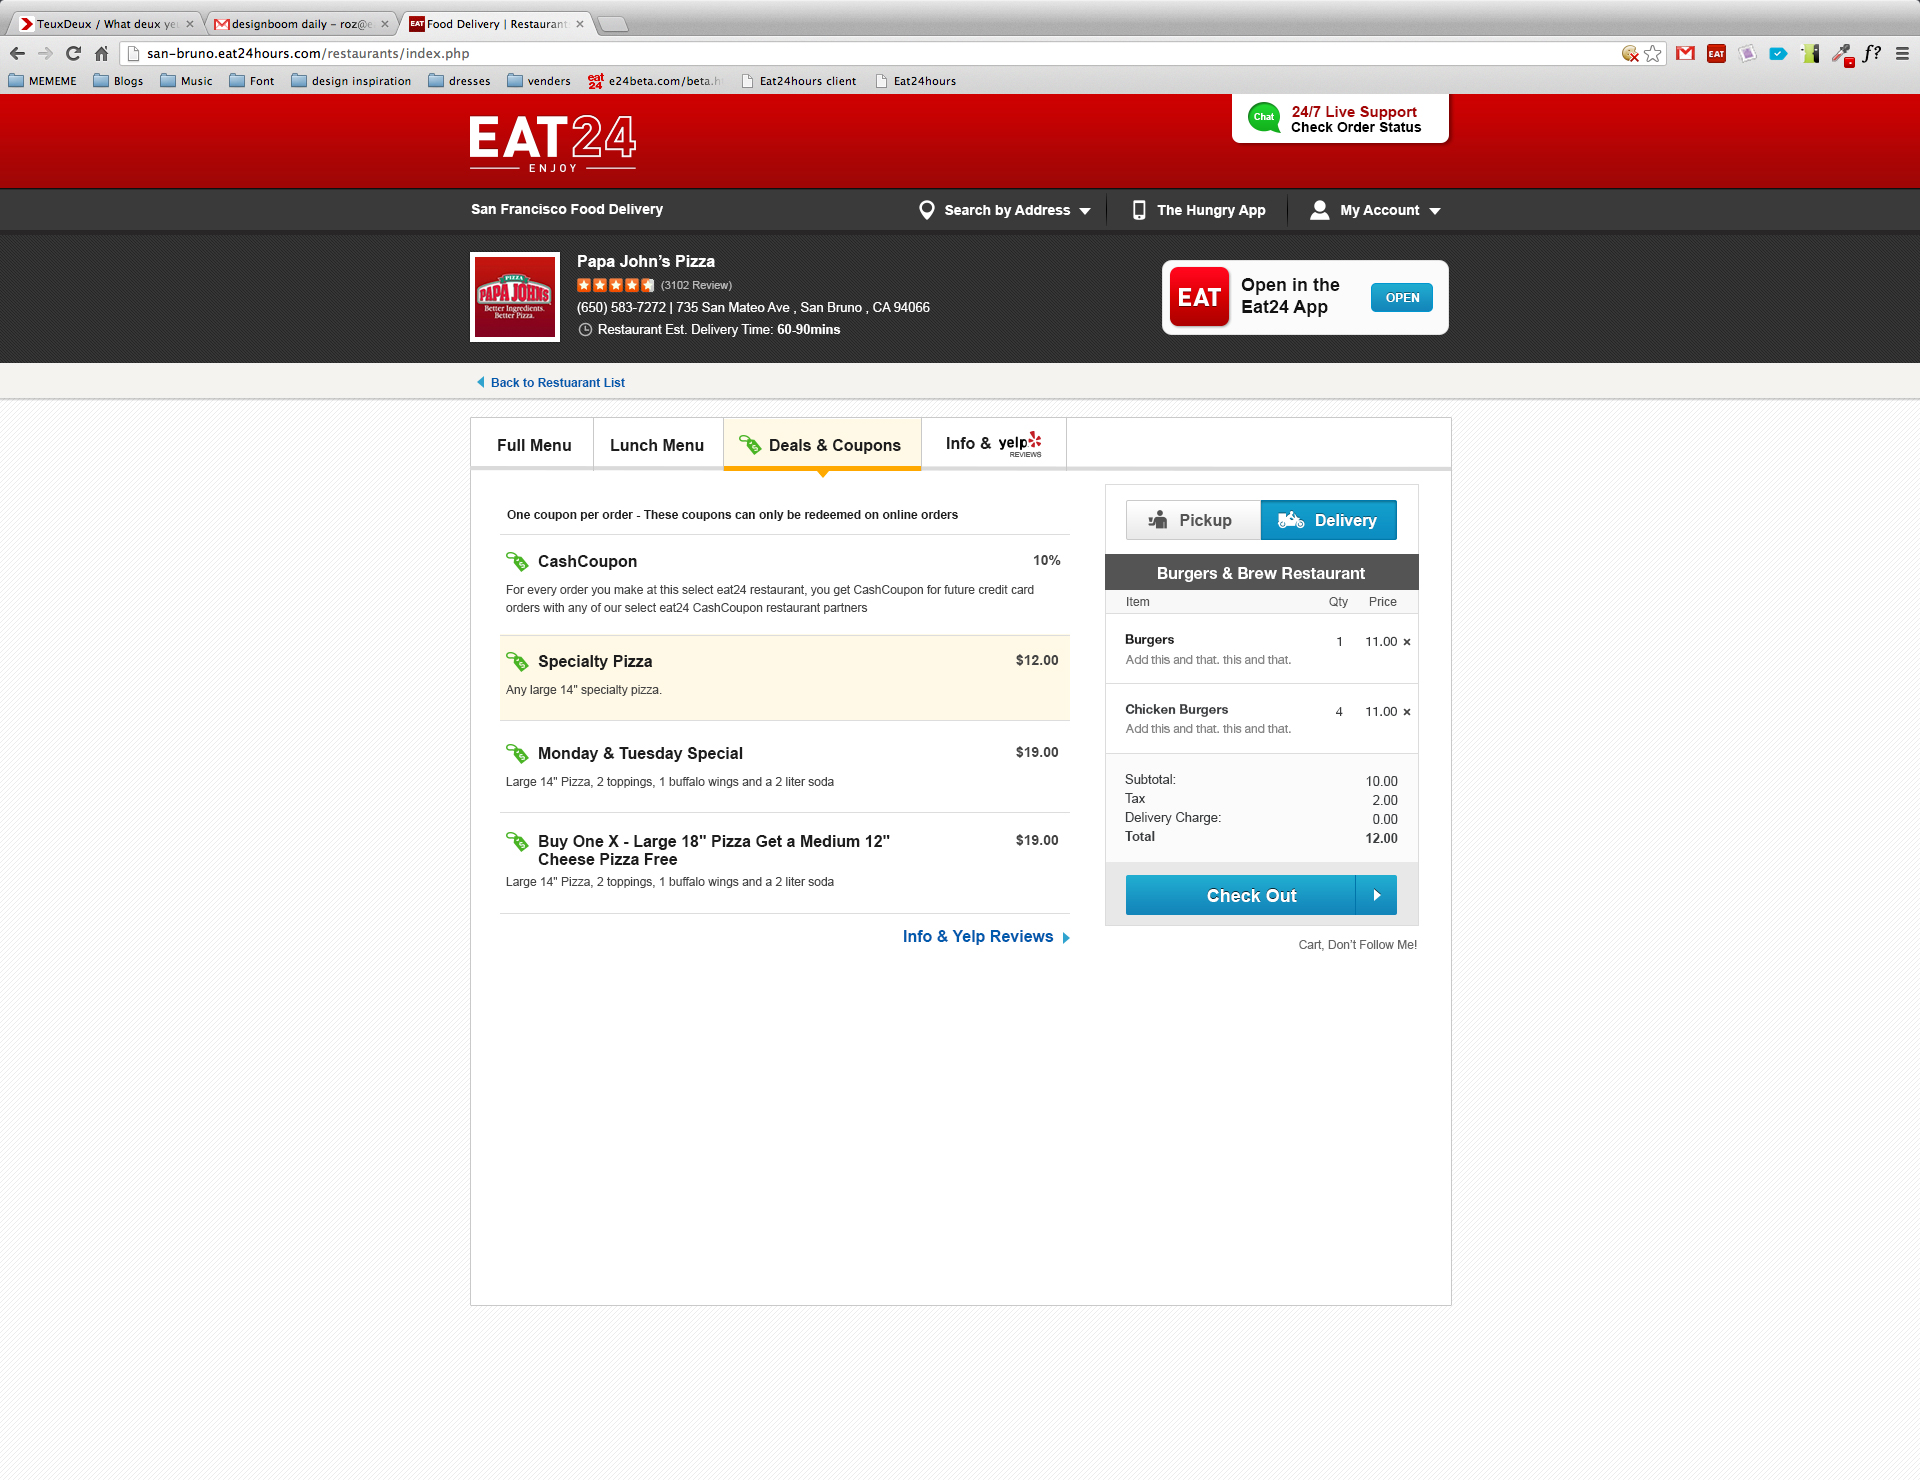 TeuxDeux / What deux ye
designboom daily - roz@e
EAT Food Delivery | Restaurant
san-bruno.eat24hours.com/restaurants/index.php
EAT
f?
MEMEME
Blogs
Music
Font
design inspiration
dresses
venders
eat 24 e24beta.com/beta.h
Eat24hours client
Eat24hours
EAT24
ENJOY
Chat
24/7 Live Support
Check Order Status
San Francisco Food Delivery
Search by Address
The Hungry App
My Account
PIZZA
PAPA JOHNS
Better Ingredients.
Better Pizza.
Papa John's Pizza
(3102 Review)
(650) 583-7272 | 735 San Mateo Ave , San Bruno , CA 94066
Restaurant Est. Delivery Time: 60-90mins
EAT
Open in the
Eat24 App
OPEN
Back to Restuarant List
Full Menu
Lunch Menu
Deals & Coupons
Info & yelp
REVIEWS
One coupon per order - These coupons can only be redeemed on online orders
CashCoupon 10%
For every order you make at this select eat24 restaurant, you get CashCoupon for future credit card
orders with any of our select eat24 CashCoupon restaurant partners
Specialty Pizza $12.00
Any large 14" specialty pizza.
Monday & Tuesday Special $19.00
Large 14" Pizza, 2 toppings, 1 buffalo wings and a 2 liter soda
Buy One X - Large 18" Pizza Get a Medium 12" $19.00
Cheese Pizza Free
Large 14" Pizza, 2 toppings, 1 buffalo wings and a 2 liter soda
Info & Yelp Reviews
Pickup
Delivery
Burgers & Brew Restaurant
Item Qty Price
Burgers 1 11.00 ×
Add this and that. this and that.
Chicken Burgers 4 11.00 ×
Add this and that. this and that.
Subtotal: 10.00
Tax 2.00
Delivery Charge: 0.00
Total 12.00
Check Out
Cart, Don't Follow Me!